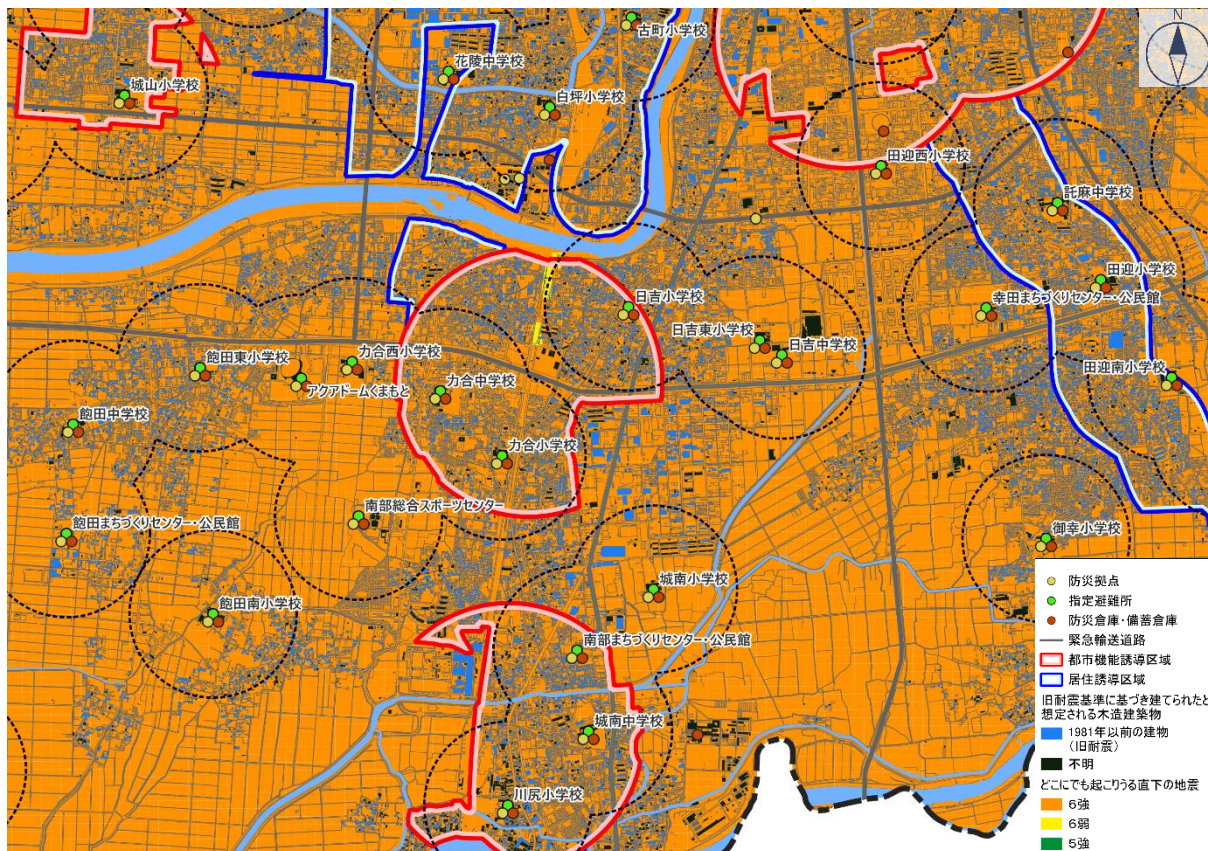 N
古町小学校
花陵中学校
城山小学校
白坪小学校
田迎西小学校
託麻中学校
田迎小学校
幸田まちづくりセンター・公民館
日吉小学校
日吉東小学校
日吉中学校
飽田東小学校
力合西小学校
アクアドームくまもと
力合中学校
田迎南小学校
飽田中学校
力合小学校
南部総合スポーツセンター
飽田まちづくりセンター・公民館
御幸小学校
城南小学校
飽田南小学校
南部まちづくりセンター・公民館
城南中学校
川尻小学校
防災拠点
指定避難所
防災倉庫・備蓄倉庫
緊急輸送道路
都市機能誘導区域
居住誘導区域
旧耐震基準に基づき建てられたと
想定される木造建築物
1981年以前の建物
(旧耐震)
不明
どこにでも起こりうる直下の地震
6強
6弱
5強